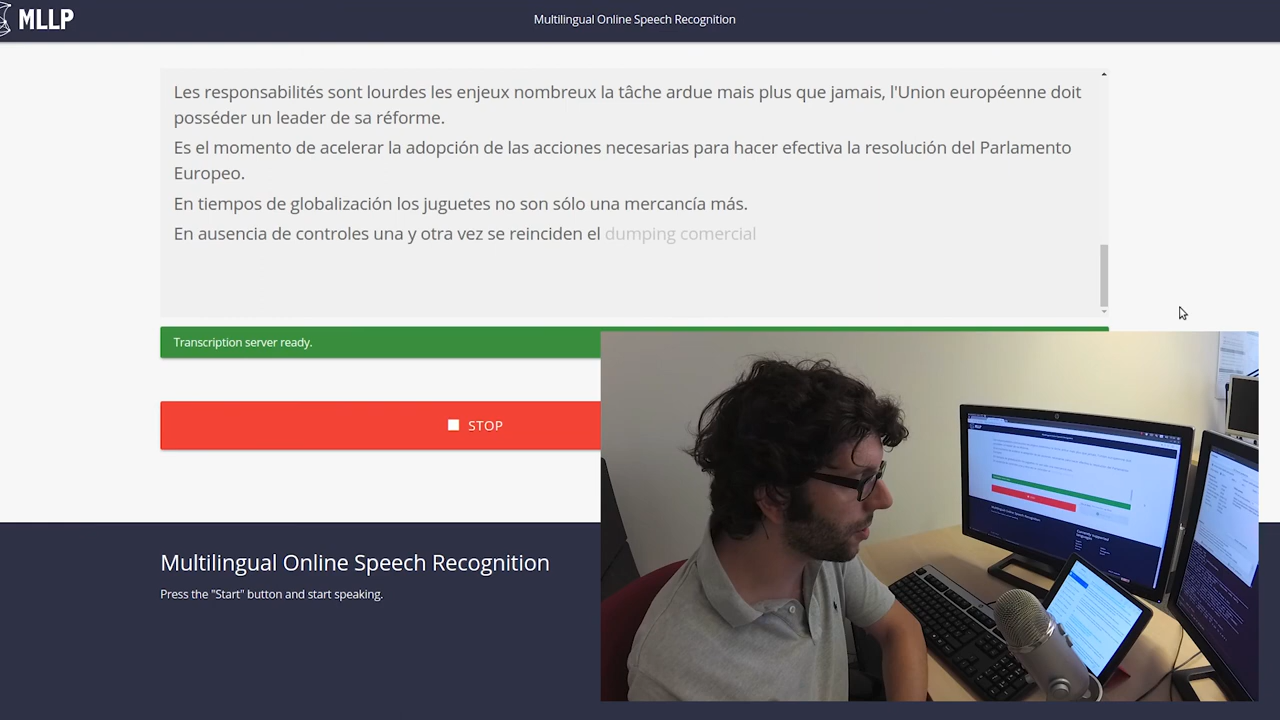 MLLP
Multilingual Online Speech Recognition
Les responsabilités sont lourdes les enjeux nombreux la tâche ardue mais plus que jamais, l'Union européenne doit
posséder un leader de sa réforme.
Es el momento de acelerar la adopción de las acciones necesarias para hacer efectiva la resolución del Parlamento
Europeo.
En tiempos de globalización los juguetes no son sólo una mercancía más.
En ausencia de controles una y otra vez se reinciden el dumping comercial
Transcription server ready.
STOP
Multilingual Online Speech Recognition
Press the "Start" button and start speaking.
MLLP